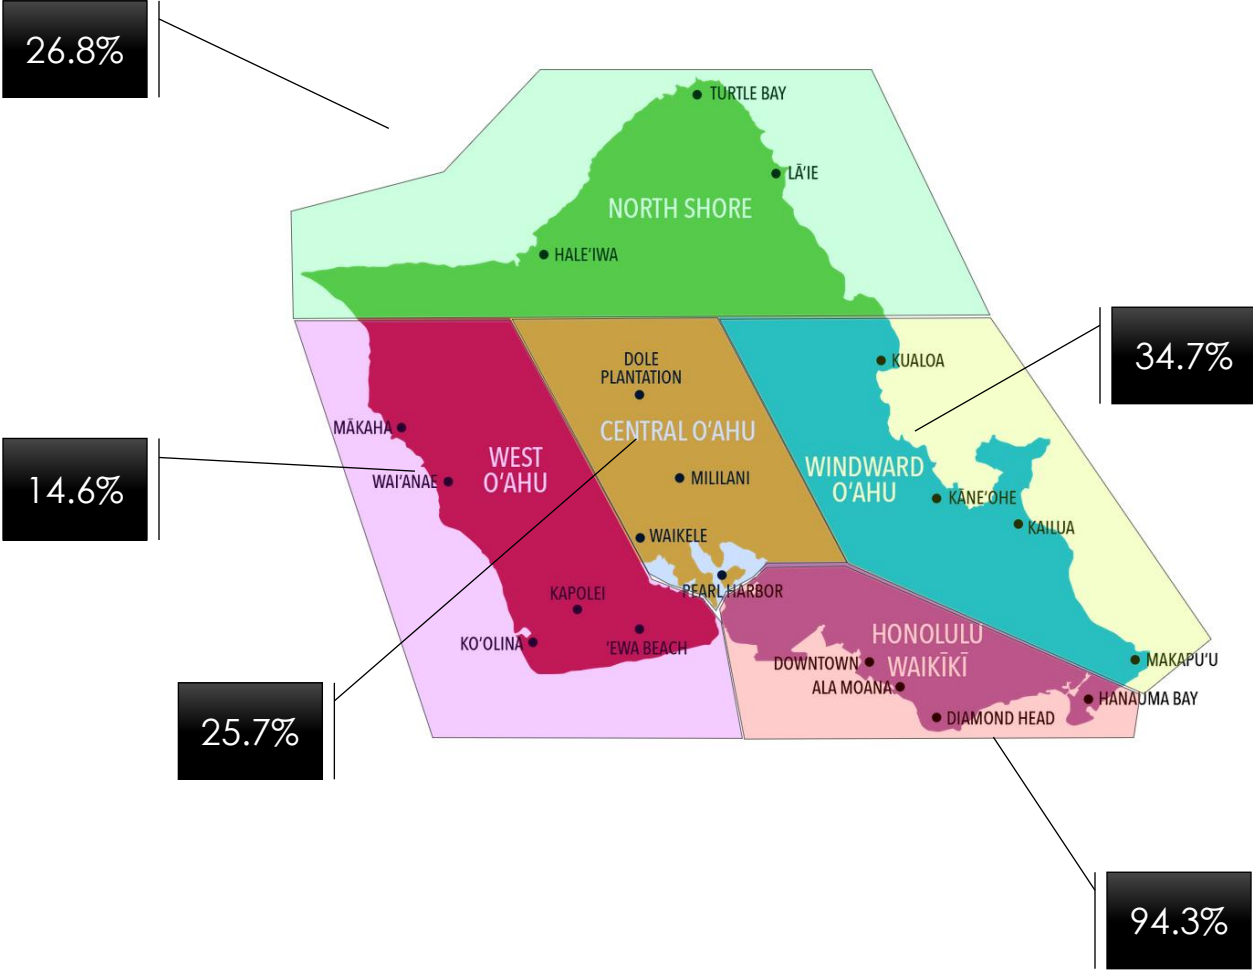 26.8%
TURTLE BAY
LĀ‘IE
NORTH SHORE
HALE‘IWA
34.7%
DOLE
PLANTATION
KUALOA
MĀKAHA
CENTRAL O‘AHU
14.6%
WEST
O‘AHU
WAI‘ANAE
MILILANI
WINDWARD
O‘AHU
KĀNE‘OHE
KAILUA
WAIKELE
PEARL HARBOR
KAPOLEI
KO‘OLINA
‘EWA BEACH
HONOLULU
WAIKĪKĪ
DOWNTOWN
ALA MOANA
DIAMOND HEAD
MAKAPU‘U
HANAUMA BAY
25.7%
94.3%